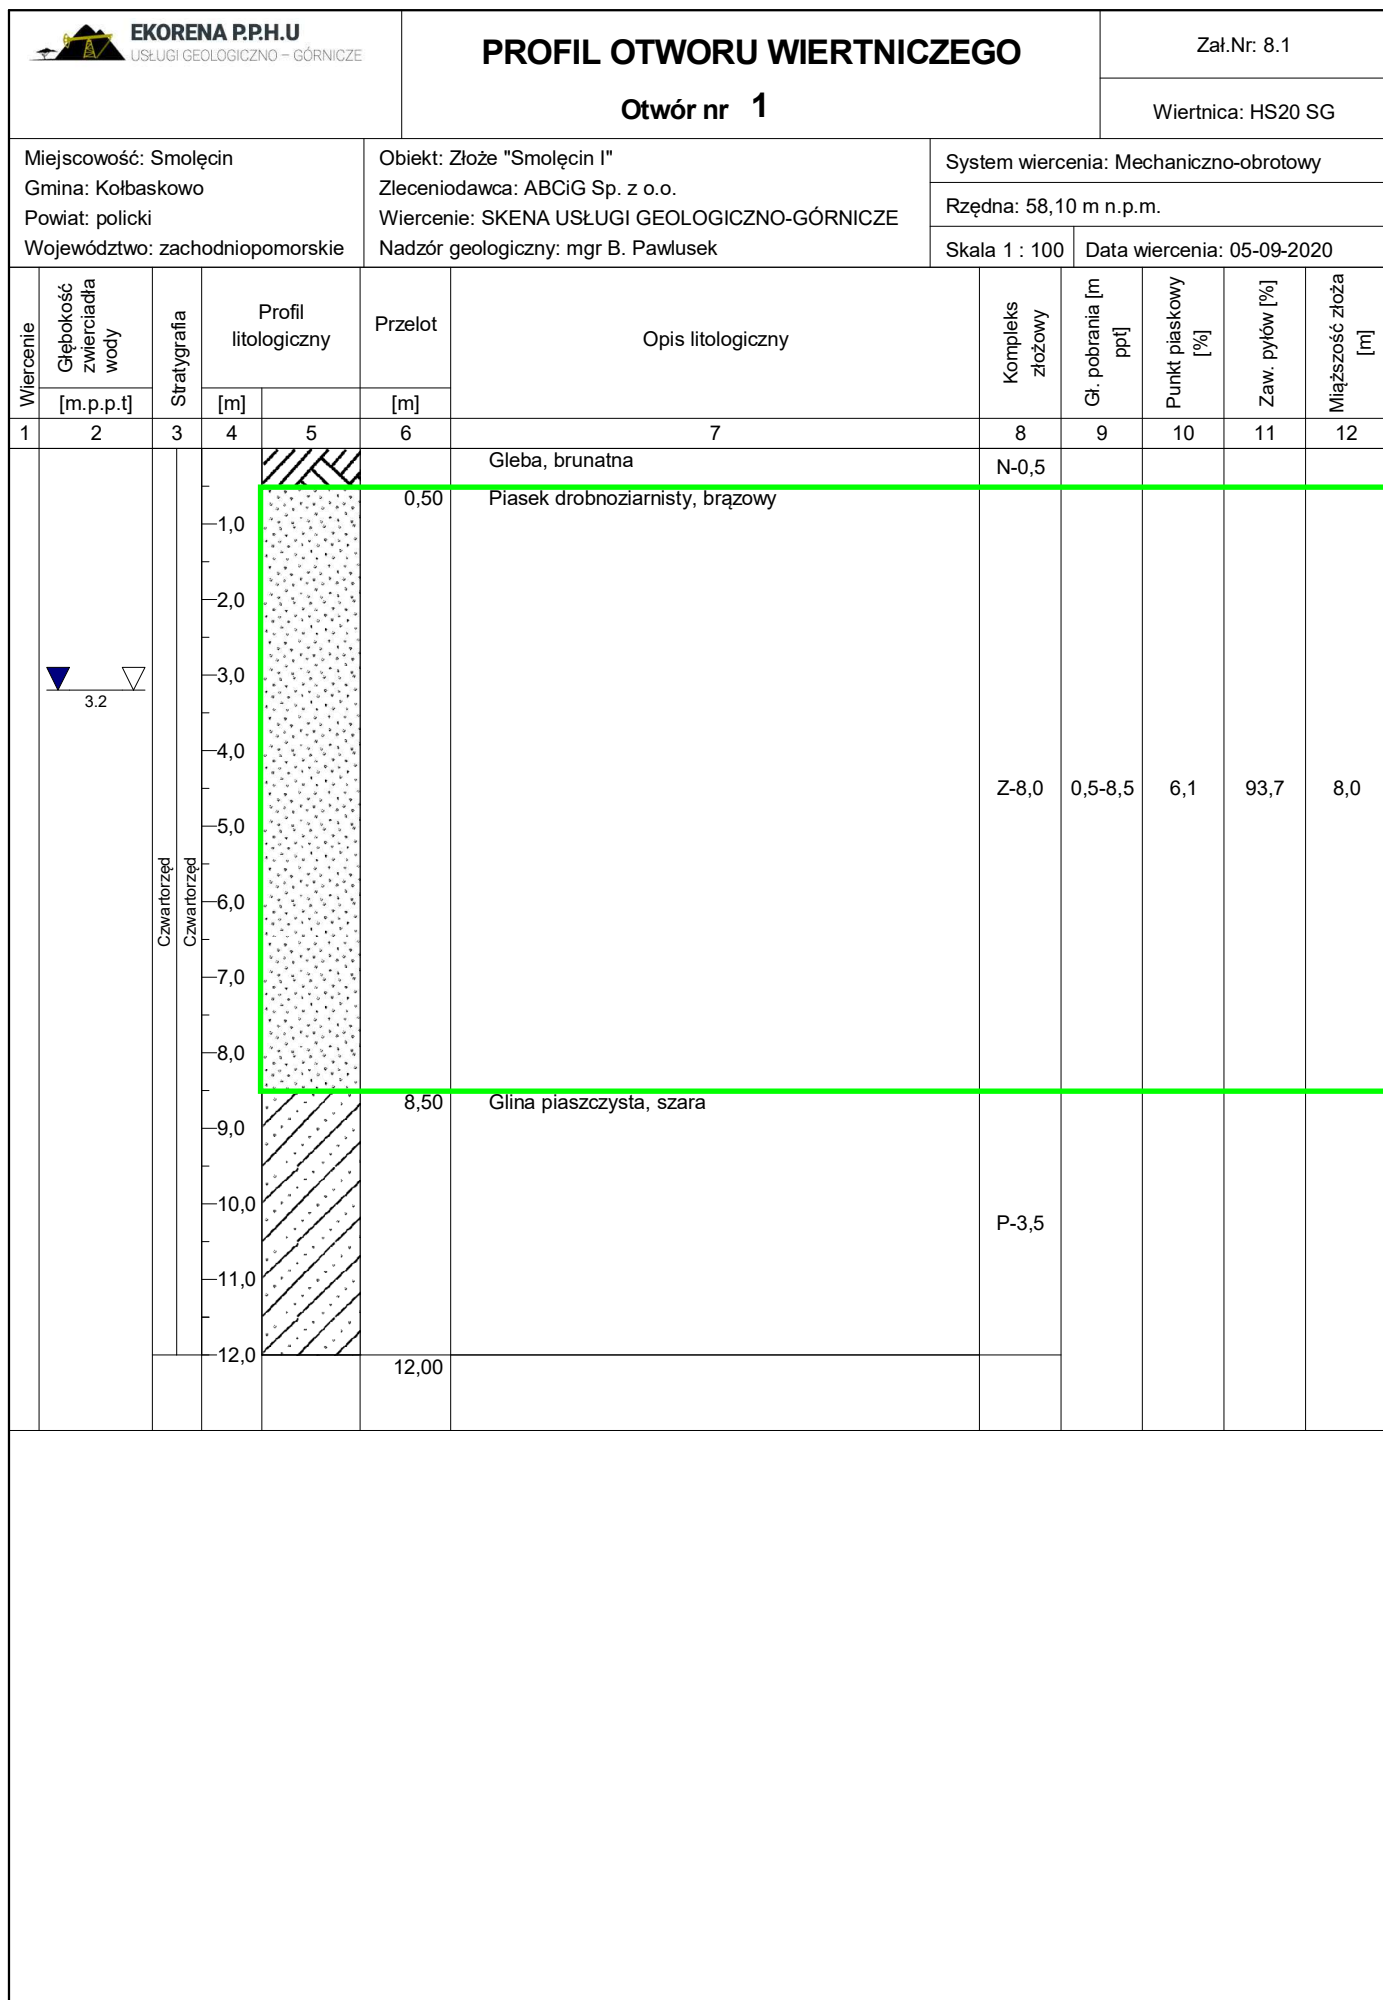 EKORENA P.P.H.U
USŁUGI GEOLOGICZNO – GÓRNICZE
PROFIL OTWORU WIERTNICZEGO
Otwór nr 1
Zał.Nr: 8.1
Wiertnica: HS20 SG
Miejscowość: Smolęcin
Gmina: Kołbaskowo
Powiat: policki
Województwo: zachodniopomorskie
Obiekt: Złoże "Smolęcin I"
Zleceniodawca: ABCiG Sp. z o.o.
Wiercenie: SKENA USŁUGI GEOLOGICZNO-GÓRNICZE
Nadzór geologiczny: mgr B. Pawlusek
System wiercenia: Mechaniczno-obrotowy
Rzędna: 58,10 m n.p.m.
Skala 1 : 100
Data wiercenia: 05-09-2020
Wiercenie
Głębokość
zwierciadła
wody
[m.p.p.t]
Stratygrafia
Profil
litologiczny
[m]
Przelot
[m]
Opis litologiczny
Kompleks
złożowy
Gł. pobrania [m
ppt]
Punkt piaskowy
[%]
Zaw. pyłów [%]
Miąższość złoża
[m]
1 2 3 4 5 6 7 8 9 10 11 12
Gleba, brunatna
N-0,5
0,50 Piasek drobnoziarnisty, brązowy
1,0
2,0
3,0
3.2
4,0
Z-8,0 0,5-8,5 6,1 93,7 8,0
5,0
Czwartorzęd
Czwartorzęd
6,0
7,0
8,0
8,50 Glina piaszczysta, szara
9,0
10,0
P-3,5
11,0
12,0
12,00